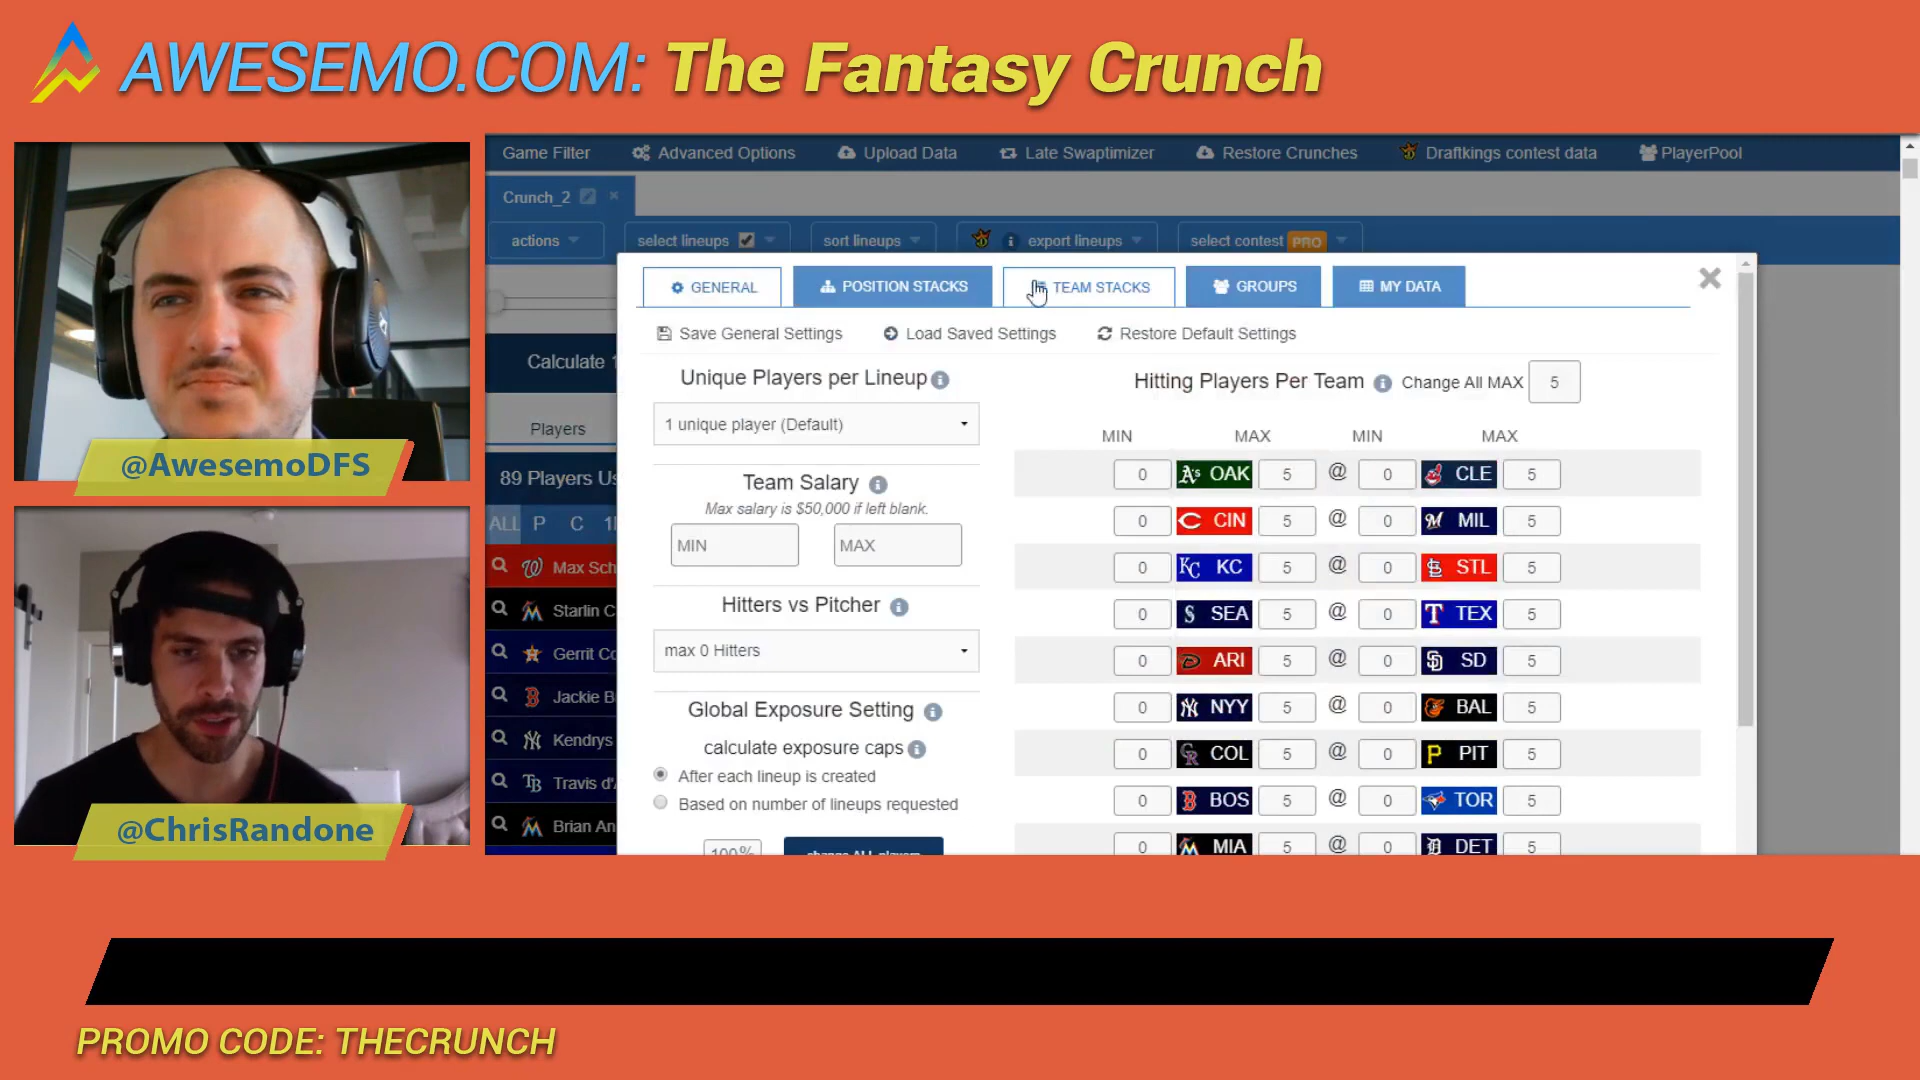 AWESEMO.COM: The Fantasy Crunch
@AwesemoDFS
@ChrisRandone
Game Filter Advanced Options Upload Data Late Swaptimizer Restore Crunches Draftkings contest data PlayerPool
Crunch_2
actions select lineups sort lineups export lineups select contest PRO
Calculate
Players
89 Players
ALL P C
Max
Starlin
Gerrit
Jackie
Kendrys
Travis
Brian
GENERAL POSITION STACKS TEAM STACKS GROUPS MY DATA
Save General Settings Load Saved Settings Restore Default Settings
Unique Players per Lineup
1 unique player (Default)
Team Salary
Max salary is $50,000 if left blank.
MIN MAX
Hitters vs Pitcher
max 0 Hitters
Global Exposure Setting
calculate exposure caps
After each lineup is created
Based on number of lineups requested
100%
change ALL players
Hitting Players Per Team Change All MAX 5
MIN MAX MIN MAX
0 OAK 5 @ 0 CLE 5
0 CIN 5 @ 0 MIL 5
0 KC 5 @ 0 STL 5
0 SEA 5 @ 0 TEX 5
0 ARI 5 @ 0 SD 5
0 NYY 5 @ 0 BAL 5
0 COL 5 @ 0 PIT 5
0 BOS 5 @ 0 TOR 5
0 MIA 5 @ 0 DET 5
PROMO CODE: THECRUNCH